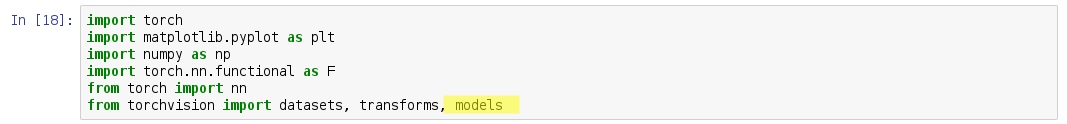 In [18]: import torch
import matplotlib.pyplot as plt
import numpy as np
import torch.nn.functional as F
from torch import nn
from torchvision import datasets, transforms, models